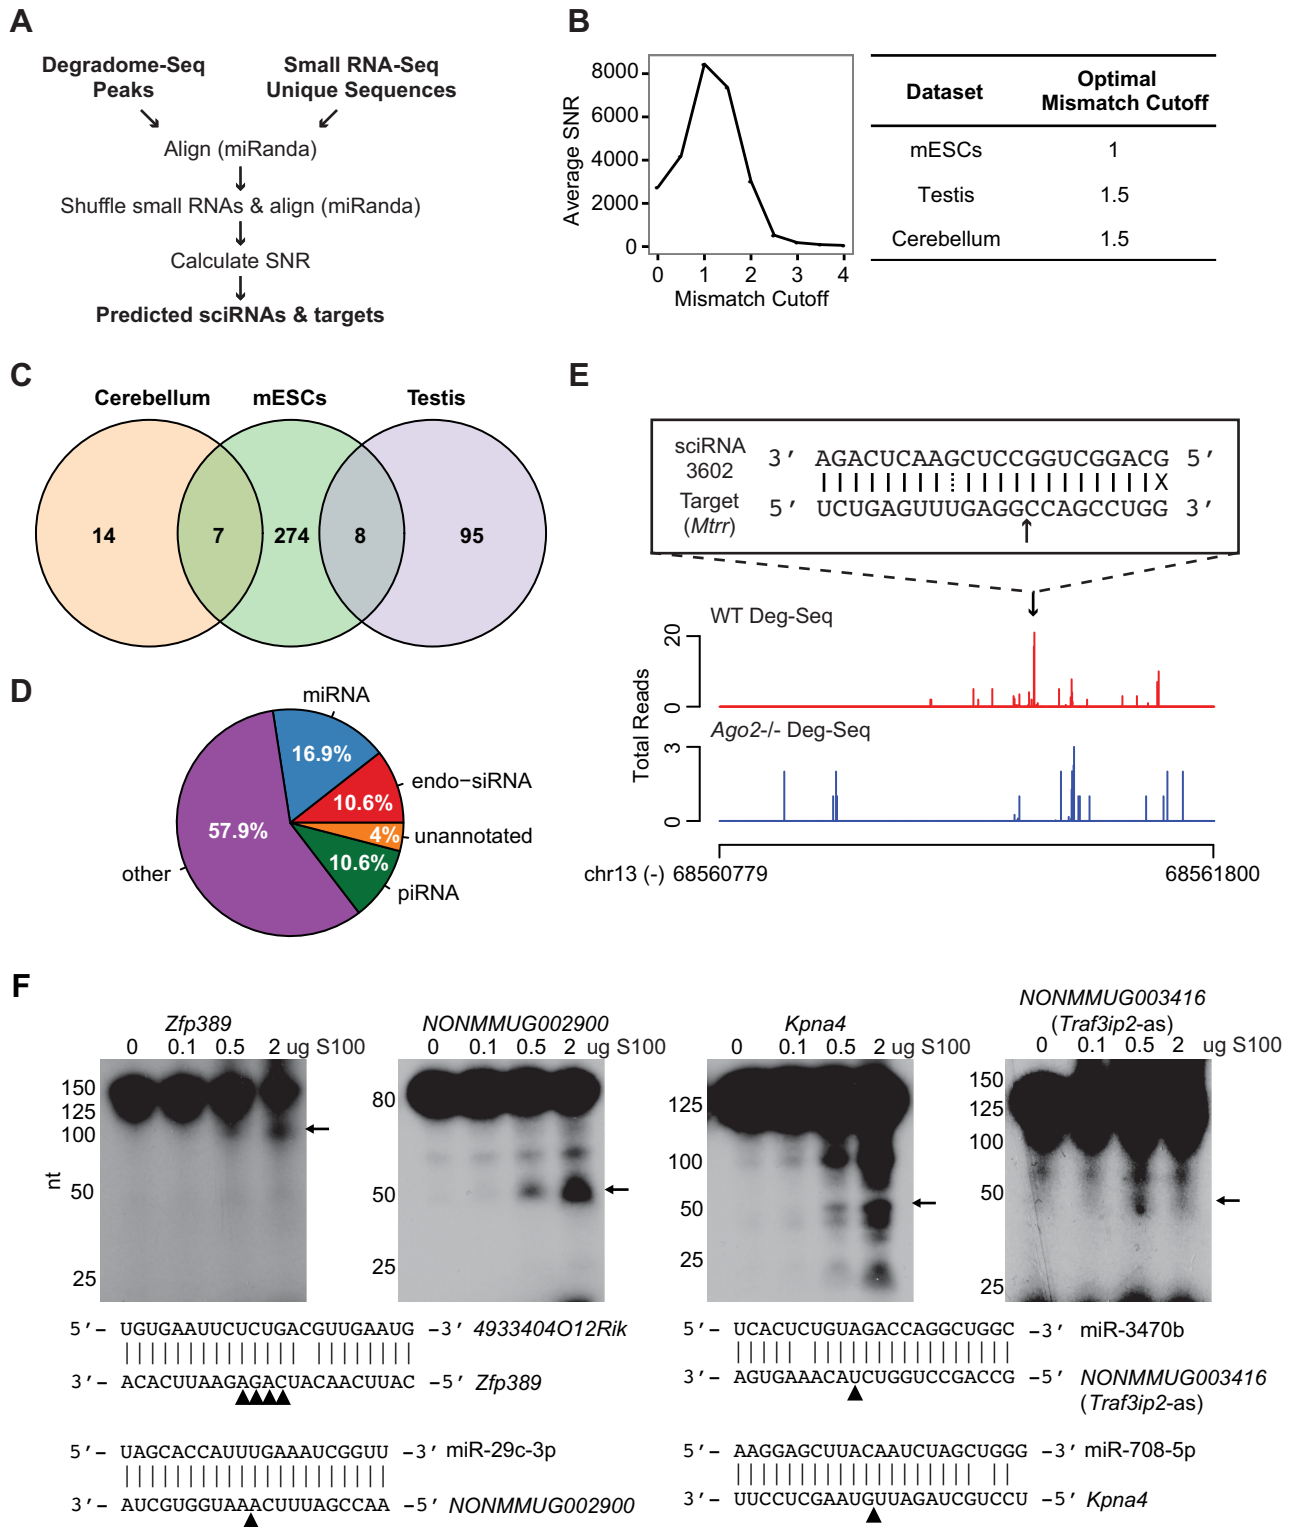 A
Degradome-Seq Peaks
Small RNA-Seq Unique Sequences
Align (miRanda)
Shuffle small RNAs & align (miRanda)
Calculate SNR
Predicted sciRNAs & targets
B
Average SNR
8000
6000
4000
2000
0
0 1 2 3 4
Mismatch Cutoff
Dataset Optimal Mismatch Cutoff
mESCs 1
Testis 1.5
Cerebellum 1.5
C
Cerebellum mESCs Testis
14 7 274 8 95
D
miRNA
16.9%
endo-siRNA
10.6%
unannotated
4%
piRNA
10.6%
other
57.9%
E
sciRNA 3602 3′ AGACUCAAGCUCCGGUCGGACG 5′
X
Target (Mtrr) 5′ UCUGAGUUUGAGGCCAGCCUGG 3′
WT Deg-Seq
20
0
Total Reads
Ago2-/- Deg-Seq
3
0
chr13 (-) 68560779 68561800
F
Zfp389
0 0.1 0.5 2 ug S100
nt
150
125
100
50
25
NONMMUG002900
0 0.1 0.5 2 ug S100
80
50
25
Kpna4
0 0.1 0.5 2 ug S100
125
100
50
25
NONMMUG003416
(Traf3ip2-as)
0 0.1 0.5 2 ug S100
150
125
100
50
25
5′– UGUGAAUUCUCUGACGUUGAAUG –3′ 4933404O12Rik
3′– ACACUUAAGAGACUACAACUUAC –5′ Zfp389
5′– UCACUCUGUAGACCAGGCUGGC –3′ miR-3470b
3′– AGUGAAACAUCUGGUCCGACCG –5′ NONMMUG003416
(Traf3ip2-as)
5′– UAGCACCAUUUGAAAUCGGUU –3′ miR-29c-3p
3′– AUCGUGGUAAACUUUAGCCAA –5′ NONMMUG002900
5′– AAGGAGCUUACAAUCUAGCUGGG –3′ miR-708-5p
3′– UUCCUCGAAUGUUAGAUCGUCCU –5′ Kpna4